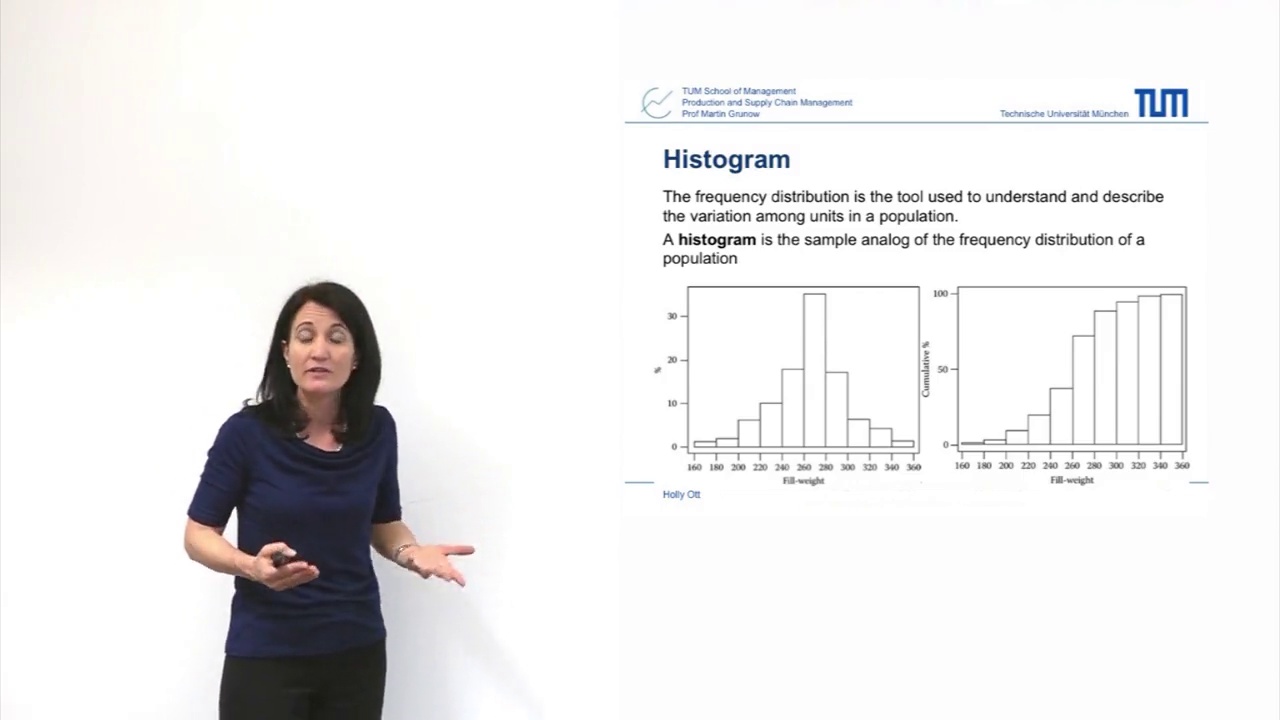 TUM School of Management
Production and Supply Chain Management
Prof Martin Grunow
Technische Universität München
TUM
Histogram
The frequency distribution is the tool used to understand and describe
the variation among units in a population.
A histogram is the sample analog of the frequency distribution of a
population
30
20
10
0
%
160 180 200 220 240 260 280 300 320 340 360
Fill-weight
100
50
0
Cumulative %
160 180 200 220 240 260 280 300 320 340 360
Fill-weight
Holly Ott